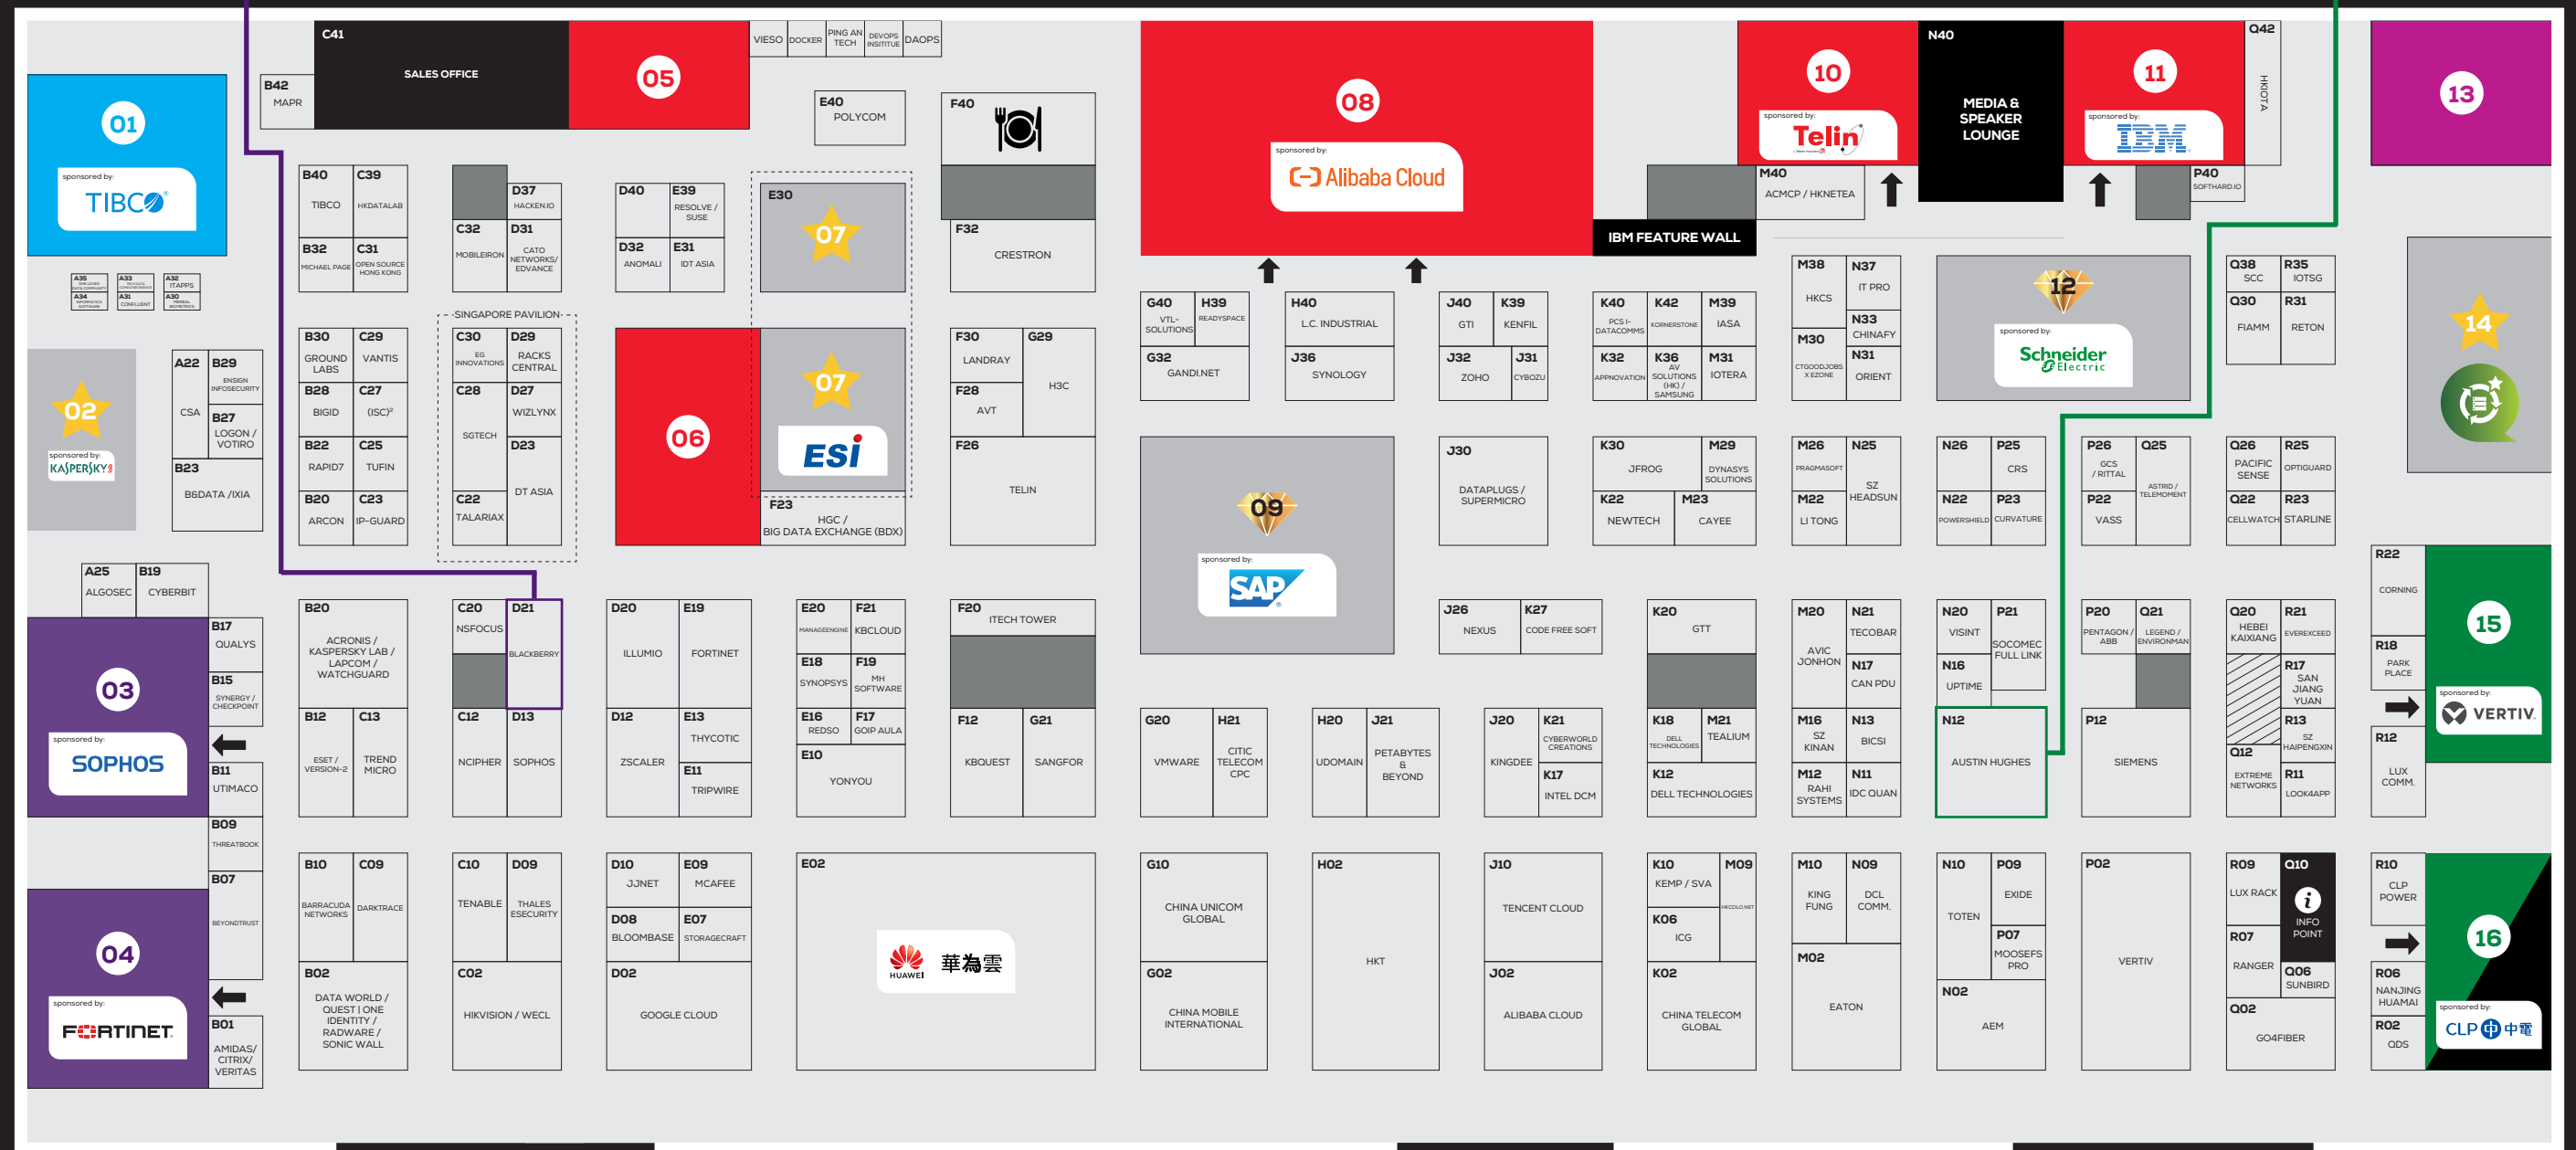 C41
SALES OFFICE
05
VIESO
DOCKER
PING AN
TECH
DEVOPS
INSITITUE
DAOPS
08
sponsored by:
Alibaba Cloud
10
sponsored by:
Telin
N40
MEDIA &
SPEAKER
LOUNGE
11
sponsored by:
IBM
Q42
HKIOTA
13
01
sponsored by:
TIBCO
B42
MAPR
E40
POLYCOM
F40
B40
TIBCO
C39
HKDATALAB
B32
MICHAEL PAGE
C31
OPEN SOURCE
HONG KONG
D37
HACKEN.IO
C32
MOBILEIRON
D31
CATO
NETWORKS/
EDVANCE
D40
E39
RESOLVE /
SUSE
D32
ANOMALI
E31
IDT ASIA
E30
07
F32
CRESTRON
IBM FEATURE WALL
M40
ACMCP / HKNETEA
P40
SOFTHARD.IO
A35
A33
A32
ITAPPS
A34
A31
CONFLUENT
A30
G40
VTL-
SOLUTIONS
H39
READYSPACE
G32
GANDI.NET
H40
L.C. INDUSTRIAL
J36
SYNOLOGY
J40
GTI
K39
KENFIL
J32
ZOHO
J31
CYBOZU
K40
PCS I-
DATACOMMS
K42
KORNERSTONE
M39
IASA
K32
APPNOVATION
K36
AV
SOLUTIONS
(HK) /
SAMSUNG
M31
IOTERA
M38
HKCS
N37
IT PRO
N33
CHINAFY
M30
CTGOODJOBS
X EZONE
N31
ORIENT
12
sponsored by:
Schneider
Electric
Q38
SCC
R35
IOTSG
Q30
FIAMM
R31
RETON
14
02
sponsored by:
KASPERSKY
A22
CSA
B29
ENSIGN
INFOSECURITY
B27
LOGON /
VOTIRO
B23
B&DATA /IXIA
B30
GROUND
LABS
C29
VANTIS
B28
BIGID
C27
(ISC)²
B22
RAPID7
C25
TUFIN
B20
ARCON
C23
IP-GUARD
-SINGAPORE PAVILION-
C30
EG
INNOVATIONS
D29
RACKS
CENTRAL
C28
SGTECH
D27
WIZLYNX
D23
DT ASIA
C22
TALARIAX
06
07
ESI
F23
HGC /
BIG DATA EXCHANGE (BDX)
F30
LANDRAY
G29
H3C
F28
AVT
F26
TELIN
09
sponsored by:
SAP
J30
DATAPLUGS /
SUPERMICRO
K30
JFROG
M29
DYNASYS
SOLUTIONS
K22
NEWTECH
M23
CAYEE
M26
PRAGMASOFT
N25
SZ
HEADSUN
M22
LI TONG
N26
P25
CRS
N22
POWERSHIELD
P23
CURVATURE
P26
GCS
/ RITTAL
Q25
ASTRID /
TELEMOMENT
P22
VASS
Q26
PACIFIC
SENSE
R25
OPTIGUARD
Q22
CELLWATCH
R23
STARLINE
A25
ALGOSEC
B19
CYBERBIT
03
sponsored by:
SOPHOS
B17
QUALYS
B15
SYNERGY /
CHECKPOINT
B11
UTIMACO
B09
THREATBOOK
B07
BEYONDTRUST
B20
ACRONIS /
KASPERSKY LAB /
LAPCOM /
WATCHGUARD
B12
ESET /
VERSION-2
C13
TREND
MICRO
C20
NSFOCUS
D21
BLACKBERRY
C12
NCIPHER
D13
SOPHOS
D20
ILLUMIO
E19
FORTINET
D12
ZSCALER
E13
THYCOTIC
E11
TRIPWIRE
E20
MANAGEENGINE
F21
KBCLOUD
E18
SYNOPSYS
F19
MH
SOFTWARE
E16
REDSO
F17
GOIP AULA
E10
YONYOU
F20
ITECH TOWER
F12
KBQUEST
G21
SANGFOR
G20
VMWARE
H21
CITIC
TELECOM
CPC
H20
UDOMAIN
J21
PETABYTES
&
BEYOND
J26
NEXUS
K27
CODE FREE SOFT
J20
KINGDEE
K21
CYBERWORLD
CREATIONS
K17
INTEL DCM
K20
GTT
K18
DELL
TECHNOLOGIES
M21
TEALIUM
K12
DELL TECHNOLOGIES
M20
AVIC
JONHON
N21
TECOBAR
N17
CAN PDU
M16
SZ
KINAN
N13
BICSI
M12
RAHI
SYSTEMS
N11
IDC QUAN
N20
VISINT
P21
SOCOMEC
FULL LINK
N16
UPTIME
N12
AUSTIN HUGHES
P20
PENTAGON /
ABB
Q21
LEGEND /
ENVIRONMAN
P12
SIEMENS
Q20
HEBEI
KAIXIANG
R21
EVEREXCEED
R17
SAN
JIANG
YUAN
R13
SZ
HAIPENGXIN
Q12
EXTREME
NETWORKS
R11
LOOK4APP
R22
CORNING
R18
PARK
PLACE
R12
LUX
COMM.
15
sponsored by:
VERTIV.
04
sponsored by:
FORTINET
B01
AMIDAS/
CITRIX/
VERITAS
B10
BARRACUDA
NETWORKS
C09
DARKTRACE
B02
DATA WORLD /
QUEST | ONE
IDENTITY /
RADWARE /
SONIC WALL
C10
TENABLE
D09
THALES
ESECURITY
C02
HIKVISION / WECL
D10
JJNET
E09
MCAFEE
D08
BLOOMBASE
E07
STORAGECRAFT
D02
GOOGLE CLOUD
E02
HUAWEI
華為雲
G10
CHINA UNICOM
GLOBAL
G02
CHINA MOBILE
INTERNATIONAL
H02
HKT
J10
TENCENT CLOUD
J02
ALIBABA CLOUD
K10
KEMP / SVA
M09
HKCOLO.NET
K06
ICG
K02
CHINA TELECOM
GLOBAL
M10
KING
FUNG
N09
DCL
COMM.
M02
EATON
N10
TOTEN
P09
EXIDE
P07
MOOSEFS
PRO
N02
AEM
P02
VERTIV
R09
LUX RACK
Q10
i
INFO
POINT
R07
RANGER
Q06
SUNBIRD
Q02
GO4FIBER
R10
CLP
POWER
R06
NANJING
HUAMAI
R02
QDS
16
sponsored by:
CLP 中電